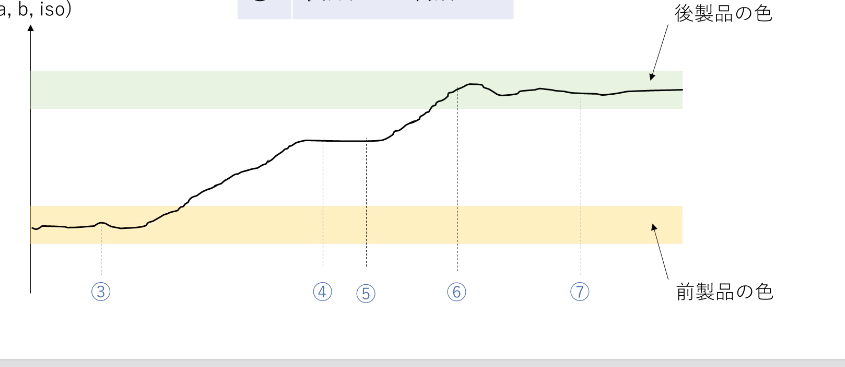 a, b, iso)
後製品の色
前製品の色
③
④
⑤
⑥
⑦